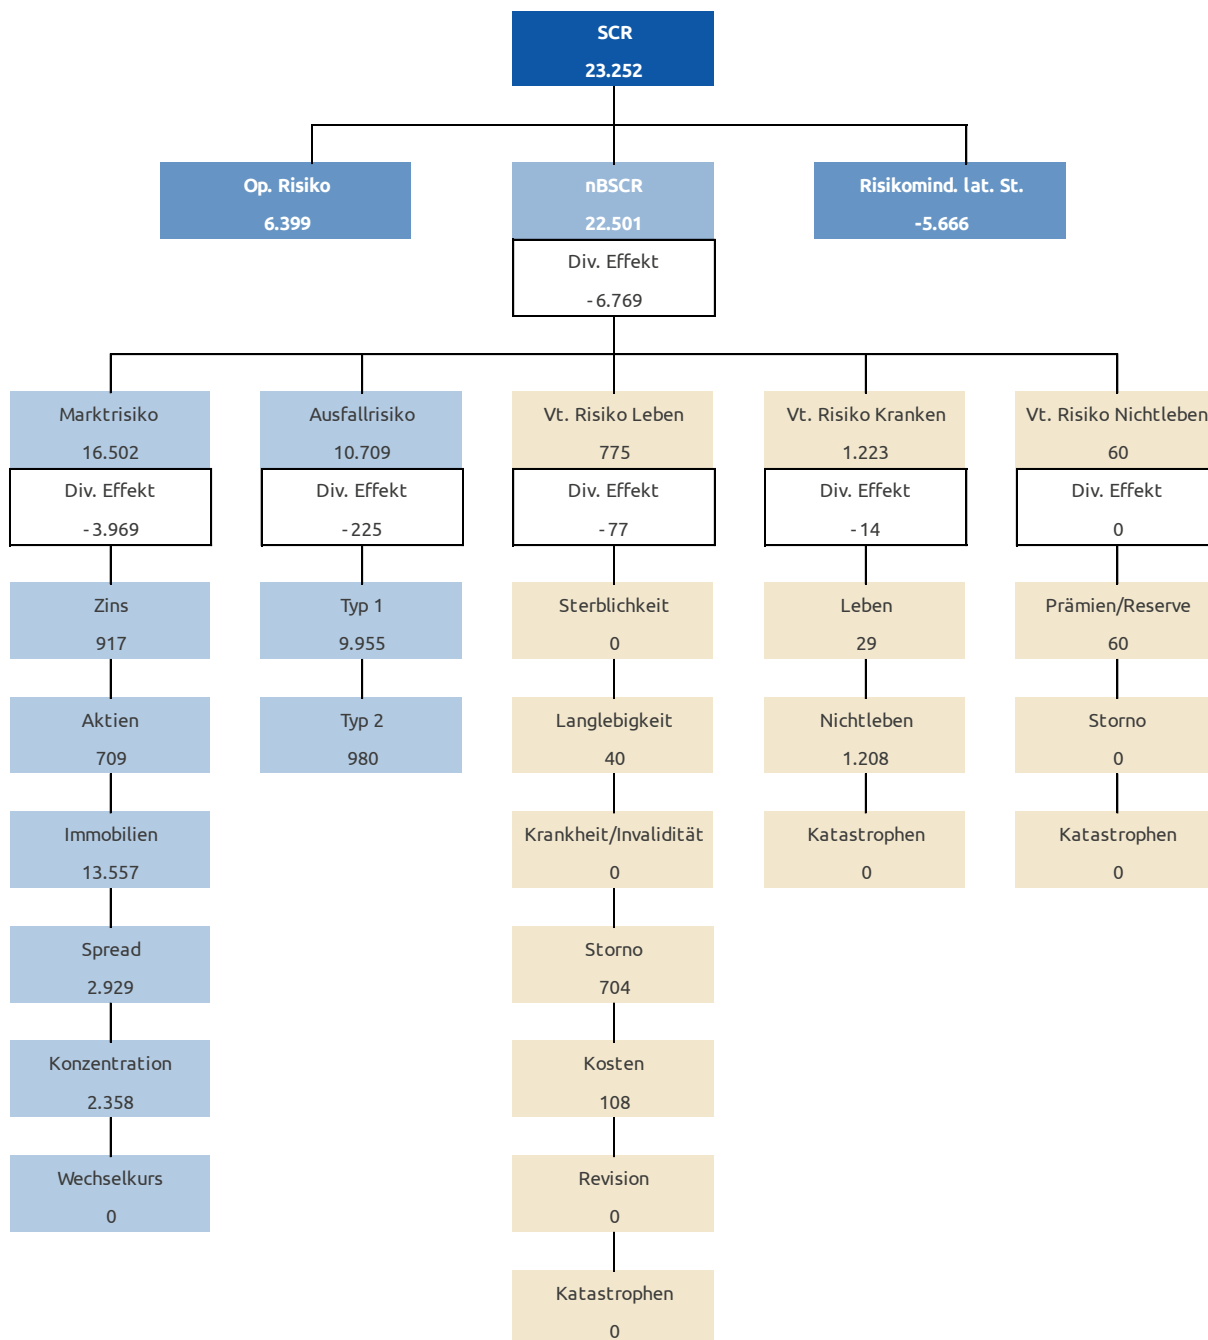 SCR
23.252
Op. Risiko
6.399
nBSCR
22.501
Risikomind. lat. St.
-5.666
Div. Effekt
-6.769
Marktrisiko
16.502
Div. Effekt
-3.969
Zins
917
Aktien
709
Immobilien
13.557
Spread
2.929
Konzentration
2.358
Wechselkurs
0
Ausfallrisiko
10.709
Div. Effekt
-225
Typ 1
9.955
Typ 2
980
Vt. Risiko Leben
775
Div. Effekt
-77
Sterblichkeit
0
Langlebigkeit
40
Krankheit/Invalidität
0
Storno
704
Kosten
108
Revision
0
Katastrophen
0
Vt. Risiko Kranken
1.223
Div. Effekt
-14
Leben
29
Nichtleben
1.208
Katastrophen
0
Vt. Risiko Nichtleben
60
Div. Effekt
0
Prämien/Reserve
60
Storno
0
Katastrophen
0